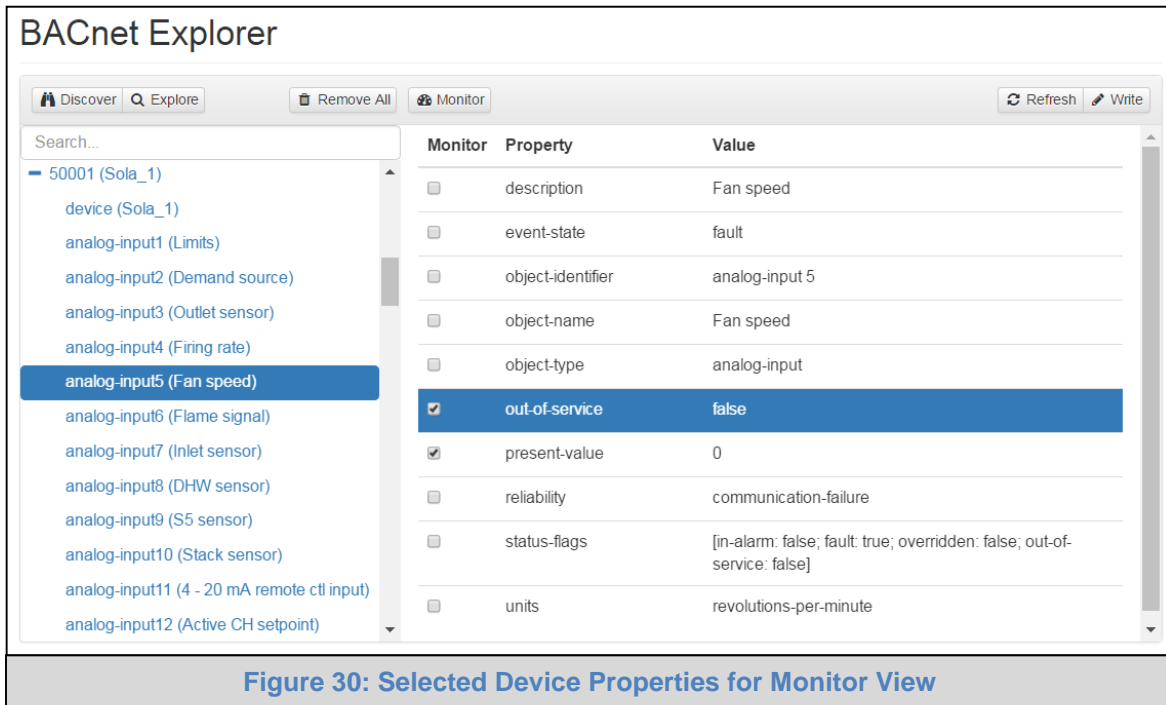 BACnet Explorer
Discover Explore Remove All Monitor Refresh Write
Search...
50001 (Sola_1)
device (Sola_1)
analog-input1 (Limits)
analog-input2 (Demand source)
analog-input3 (Outlet sensor)
analog-input4 (Firing rate)
analog-input5 (Fan speed)
analog-input6 (Flame signal)
analog-input7 (Inlet sensor)
analog-input8 (DHW sensor)
analog-input9 (S5 sensor)
analog-input10 (Stack sensor)
analog-input11 (4 - 20 mA remote ctl input)
analog-input12 (Active CH setpoint)
Monitor Property Value
description Fan speed
event-state fault
object-identifier analog-input 5
object-name Fan speed
object-type analog-input
out-of-service false
present-value 0
reliability communication-failure
status-flags [in-alarm: false; fault: true; overridden: false; out-of-
service: false]
units revolutions-per-minute
Figure 30: Selected Device Properties for Monitor View